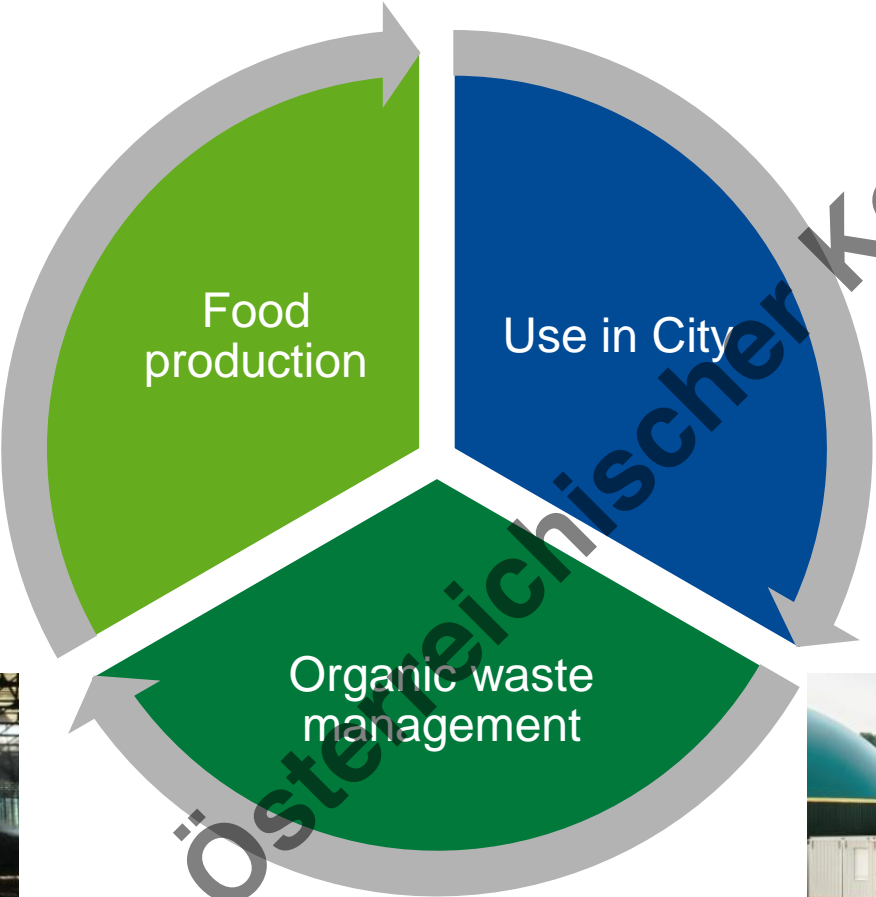 Food
production
Use in City
Organic waste
management
Österreichischer